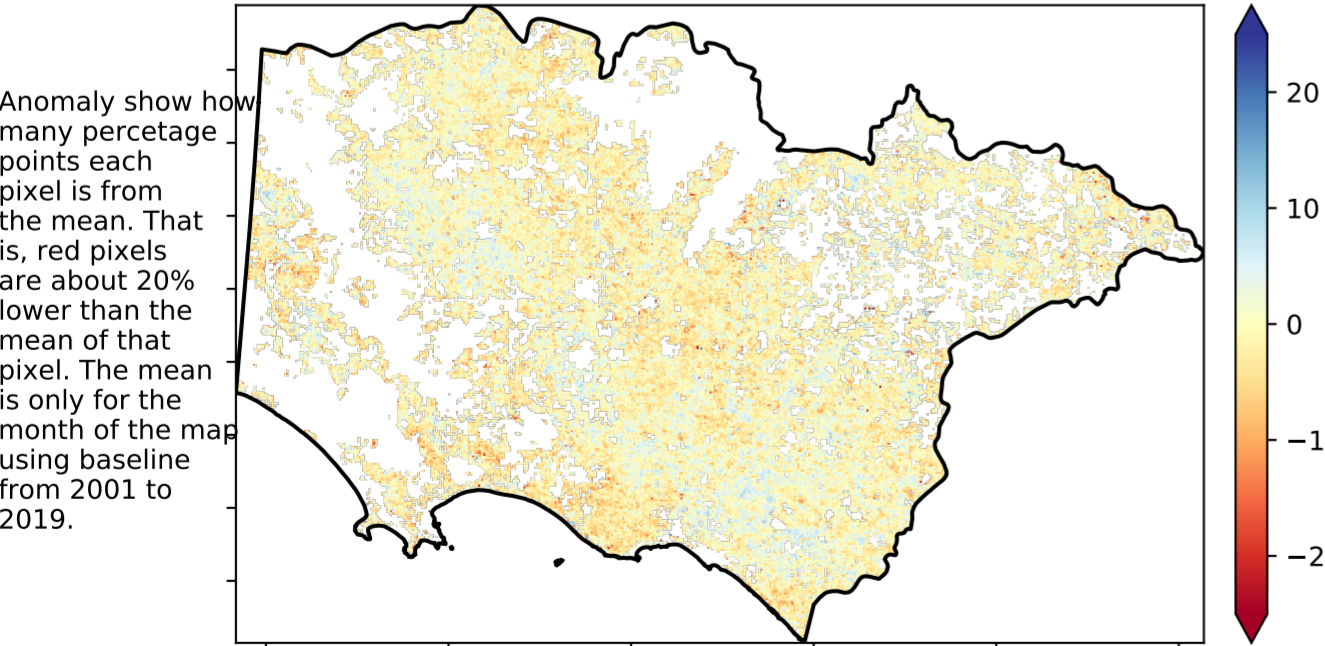 Anomaly show how
many percetage
points each
pixel is from
the mean. That
is, red pixels
are about 20%
lower than the
mean of that
pixel. The mean
is only for the
month of the map
using baseline
from 2001 to
2019.
20
10
0
−1
−2